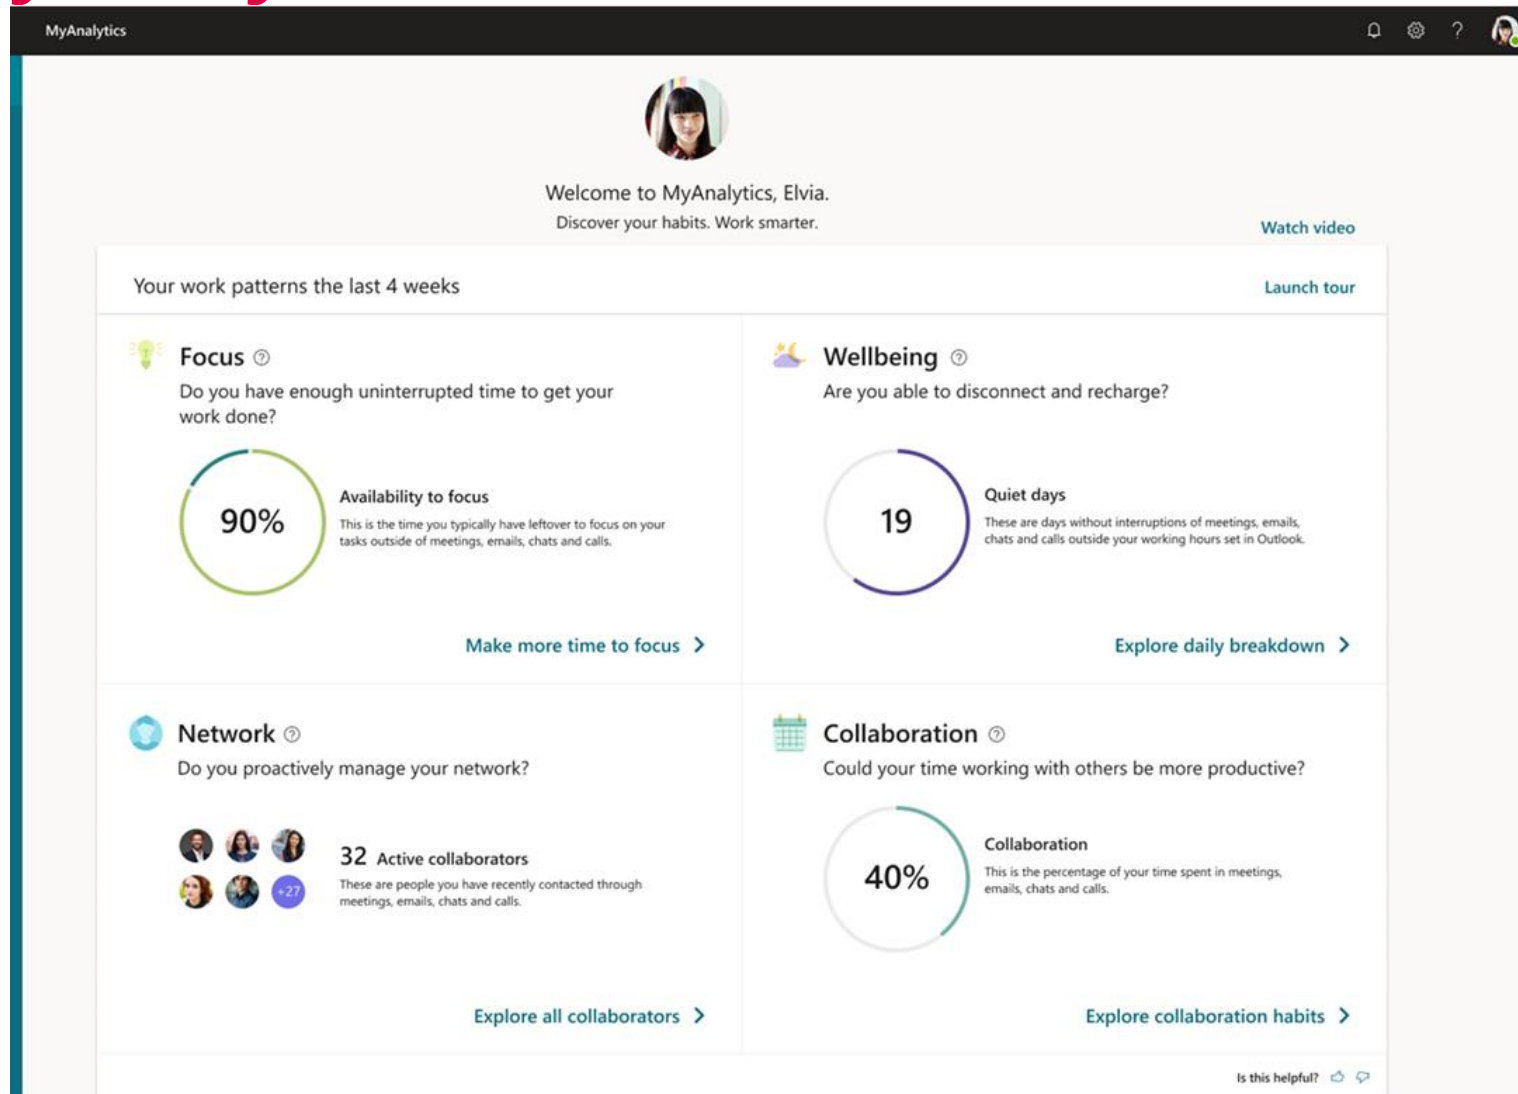 MyAnalytics
?
Welcome to MyAnalytics, Elvia.
Discover your habits. Work smarter.
Watch video
Your work patterns the last 4 weeks
Launch tour
Focus ?
Do you have enough uninterrupted time to get your
work done?
90%
Availability to focus
This is the time you typically have leftover to focus on your
tasks outside of meetings, emails, chats and calls.
Make more time to focus >
Wellbeing ?
Are you able to disconnect and recharge?
19
Quiet days
These are days without interruptions of meetings, emails,
chats and calls outside your working hours set in Outlook.
Explore daily breakdown >
Network ?
Do you proactively manage your network?
+27
32 Active collaborators
These are people you have recently contacted through
meetings, emails, chats and calls.
Explore all collaborators >
Collaboration ?
Could your time working with others be more productive?
40%
Collaboration
This is the percentage of your time spent in meetings,
emails, chats and calls.
Explore collaboration habits >
Is this helpful?